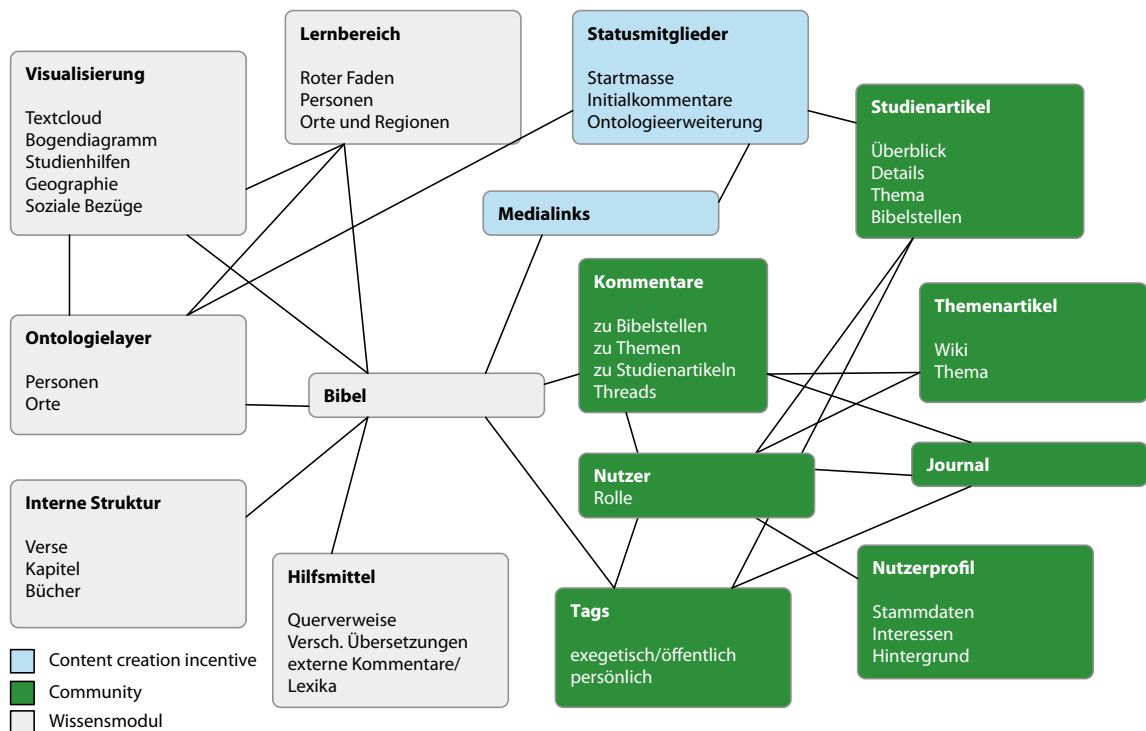 Visualisierung
Textcloud
Bogendiagramm
Studienhilfen
Geographie
Soziale Bezüge
Lernbereich
Roter Faden
Personen
Orte und Regionen
Statusmitglieder
Startmasse
Initialkommentare
Ontologieerweiterung
Studienartikel
Überblick
Details
Thema
Bibelstellen
Medialinks
Kommentare
zu Bibelstellen
zu Themen
zu Studienartikeln
Threads
Themenartikel
Wiki
Thema
Ontologielayer
Personen
Orte
Bibel
Nutzer
Rolle
Journal
Interne Struktur
Verse
Kapitel
Bücher
Hilfsmittel
Querverweise
Versch. Übersetzungen
externe Kommentare/
Lexika
Tags
exegetisch/öffentlich
persönlich
Nutzerprofil
Stammdaten
Interessen
Hintergrund
Content creation incentive
Community
Wissensmodul